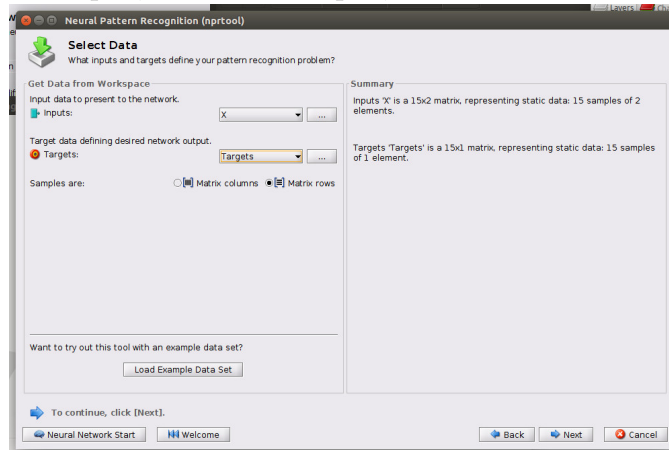 Layers
Neural Pattern Recognition (nprtool)
Select Data
What inputs and targets define your pattern recognition problem?
Get Data from Workspace
Input data to present to the network.
Inputs:
X
...
Target data defining desired network output.
Targets:
Targets
...
Samples are:
Matrix columns
Matrix rows
Want to try out this tool with an example data set?
Load Example Data Set
Summary
Inputs 'X' is a 15x2 matrix, representing static data: 15 samples of 2
elements.
Targets 'Targets' is a 15x1 matrix, representing static data: 15 samples
of 1 element.
To continue, click [Next].
Neural Network Start
Welcome
Back
Next
Cancel